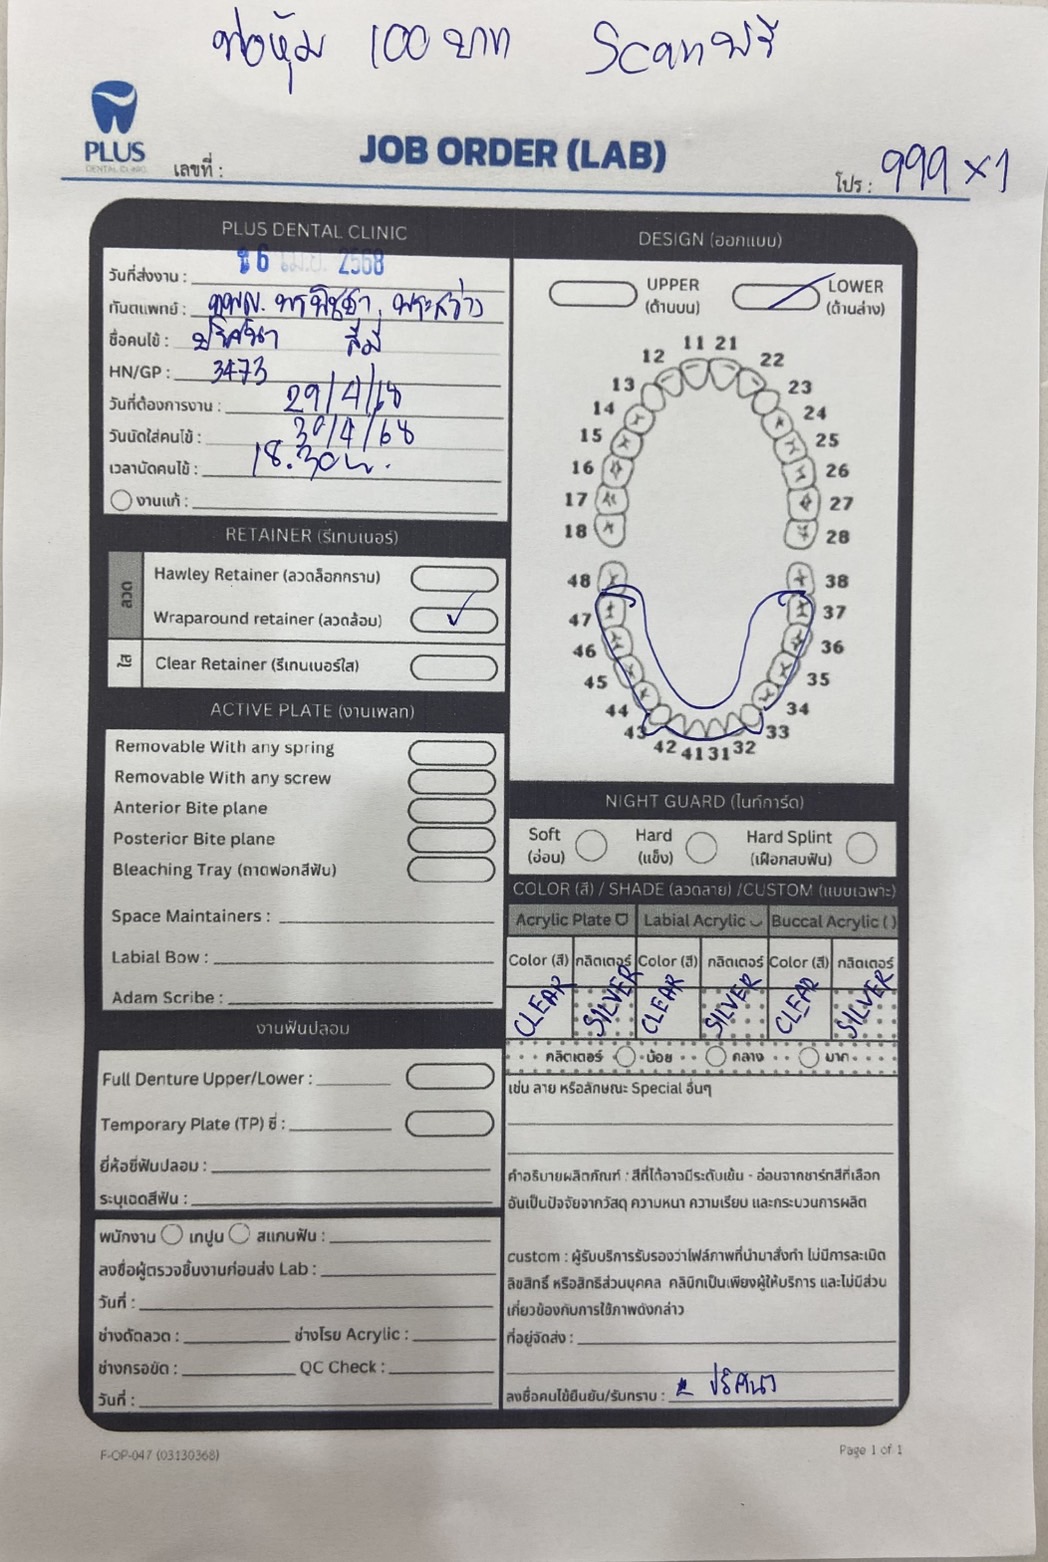 ท่อหุ้ม 100 บาท Scanฟรี
PLUS
DENTAL CLINIC
เลขที่ :
JOB ORDER (LAB)
โปร : 999 x 1
PLUS DENTAL CLINIC
วันที่ส่งงาน : 26 เม.ย. 2568
ทันตแพทย์ : ทพญ.
ชื่อคนไข้ : ปริศนา สีมี
HN/GP : 3473
วันที่ต้องการงาน : 29/4/68
วันนัดใส่คนไข้ : 30/4/68
เวลานัดคนไข้ : 18.30 น.
งานแก้ :
RETAINER (รีเทนเนอร์)
ลวด
Hawley Retainer (ลวดล็อกกราม)
Wraparound retainer (ลวดล้อม) ✓
ใส
Clear Retainer (รีเทนเนอร์ใส)
ACTIVE PLATE (งานเพลท)
Removable With any spring
Removable With any screw
Anterior Bite plane
Posterior Bite plane
Bleaching Tray (ถาดฟอกสีฟัน)
Space Maintainers :
Labial Bow :
Adam Scribe :
งานฟันปลอม
Full Denture Upper/Lower :
Temporary Plate (TP) ซี่ :
ยี่ห้อซี่ฟันปลอม :
ระบุเฉดสีฟัน :
พนักงาน เทปูน สแกนฟัน :
ลงชื่อผู้ตรวจชิ้นงานก่อนส่ง Lab :
วันที่ :
ช่างดัดลวด : ช่างโรย Acrylic :
ช่างกรอขัด : QC Check :
วันที่ :
DESIGN (ออกแบบ)
UPPER (ด้านบน)
LOWER (ด้านล่าง)
11 21
12 22
13 23
14 24
15 25
16 26
17 27
18 28
48 38
47 37
46 36
45 35
44 34
43 33
42 41 31 32
NIGHT GUARD (ไนท์การ์ด)
Soft (อ่อน)
Hard (แข็ง)
Hard Splint (เฝือกสบฟัน)
COLOR (สี) / SHADE (ลวดลาย) /CUSTOM (แบบเฉพาะ)
Acrylic Plate Labial Acrylic Buccal Acrylic ( )
Color (สี) กลิตเตอร์ Color (สี) กลิตเตอร์ Color (สี) กลิตเตอร์
CLEAR SILVER CLEAR SILVER CLEAR SILVER
กลิตเตอร์ น้อย กลาง มาก
เช่น ลาย หรือลักษณะ Special อื่นๆ
คำอธิบายผลิตภัณฑ์ : สีที่ได้อาจมีระดับเข้ม - อ่อนจากชาร์ทสีที่เลือก
อันเป็นปัจจัยจากวัสดุ ความหนา ความเรียบ และกระบวนการผลิต
custom : ผู้รับบริการรับรองว่าไฟล์ภาพที่นำมาสั่งทำ ไม่มีการละเมิด
ลิขสิทธิ์ หรือสิทธิส่วนบุคคล คลินิกเป็นเพียงผู้ให้บริการ และไม่มีส่วน
เกี่ยวข้องกับการใช้ภาพดังกล่าว
ที่อยู่จัดส่ง :
ลงชื่อคนไข้ยืนยัน/รับทราบ : ปริศนา
F-OP-047 (03130368)
Page 1 of 1